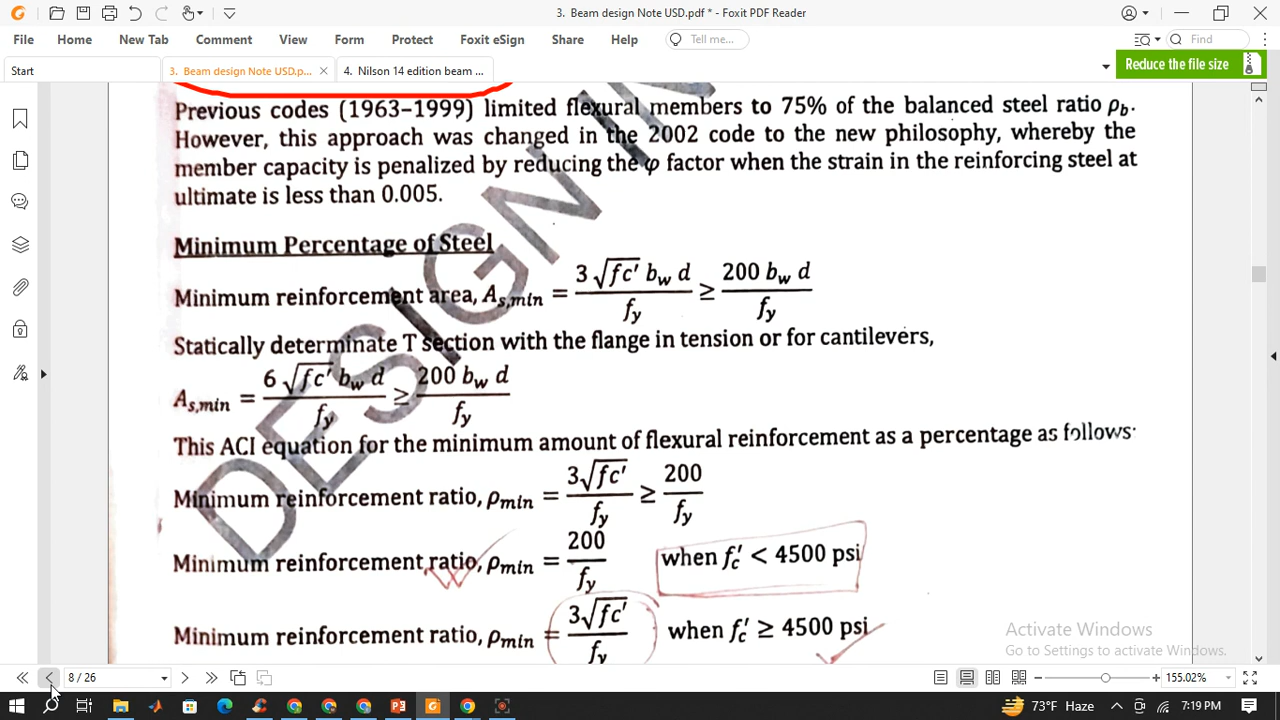 3. Beam design Note USD.pdf * - Foxit PDF Reader
File Home New Tab Comment View Form Protect Foxit eSign Share Help Tell me... Find
Start 3. Beam design Note USD.p... 4. Nilson 14 edition beam ... Reduce the file size
Previous codes (1963–1999) limited flexural members to 75% of the balanced steel ratio ρb.
However, this approach was changed in the 2002 code to the new philosophy, whereby the
member capacity is penalized by reducing the φ factor when the strain in the reinforcing steel at
ultimate is less than 0.005.
Minimum Percentage of Steel
Minimum reinforcement area, As,min = 3 √fc' bw d / fy ≥ 200 bw d / fy
Statically determinate T section with the flange in tension or for cantilevers,
As,min = 6 √fc' bw d / fy ≥ 200 bw d / fy
This ACI equation for the minimum amount of flexural reinforcement as a percentage as follows:
Minimum reinforcement ratio, ρmin = 3√fc' / fy ≥ 200 / fy
Minimum reinforcement ratio, ρmin = 200 / fy when fc' < 4500 psi
Minimum reinforcement ratio, ρmin = 3√fc' / fy when fc' ≥ 4500 psi
DESIGN IN
Activate Windows
Go to Settings to activate Windows.
8 / 26 155.02%
73°F Haze 7:19 PM